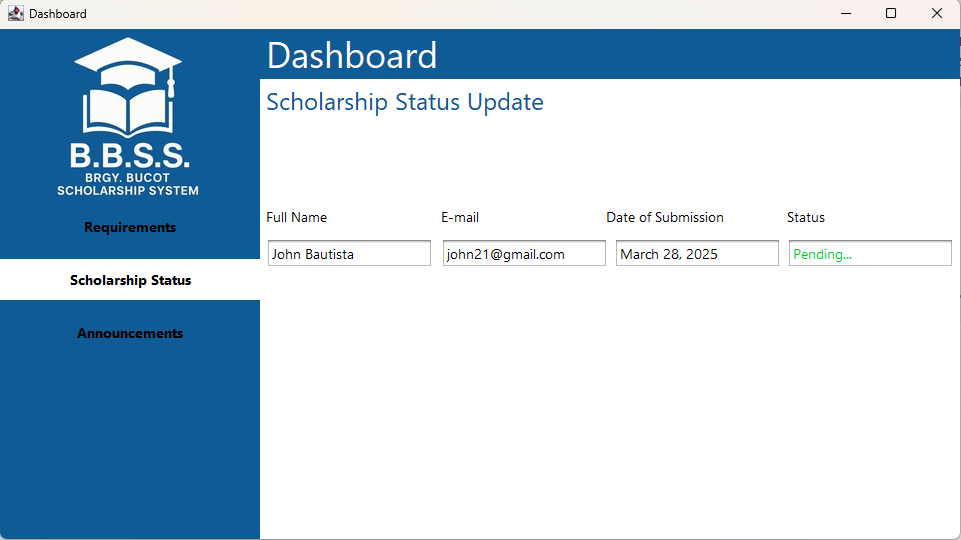 Dashboard
Dashboard
B.B.S.S.
BRGY. BUCOT
SCHOLARSHIP SYSTEM
Requirements
Scholarship Status
Announcements
Scholarship Status Update
Full Name E-mail Date of Submission Status
John Bautista john21@gmail.com March 28, 2025 Pending...